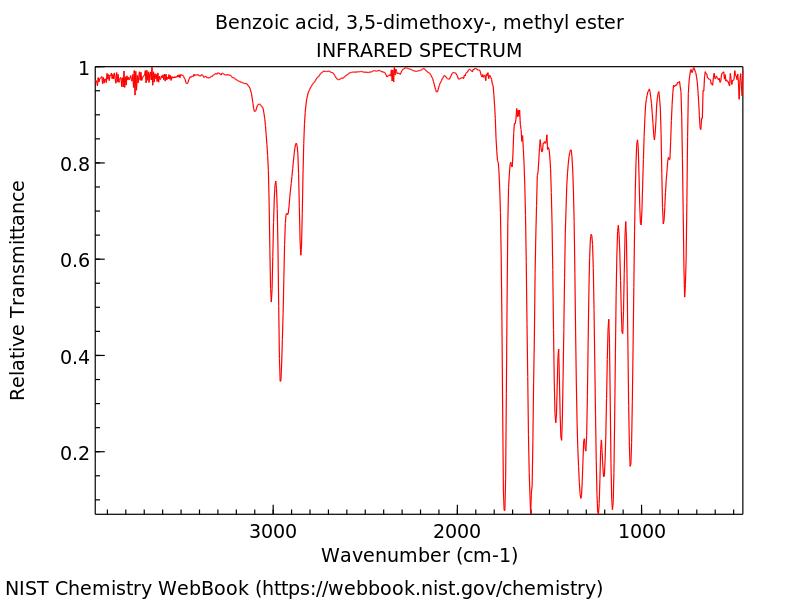 Benzoic acid, 3,5-dimethoxy-, methyl ester
INFRARED SPECTRUM
Relative Transmittance
1
0.8
0.6
0.4
0.2
3000 2000 1000
Wavenumber (cm-1)
NIST Chemistry WebBook (https://webbook.nist.gov/chemistry)